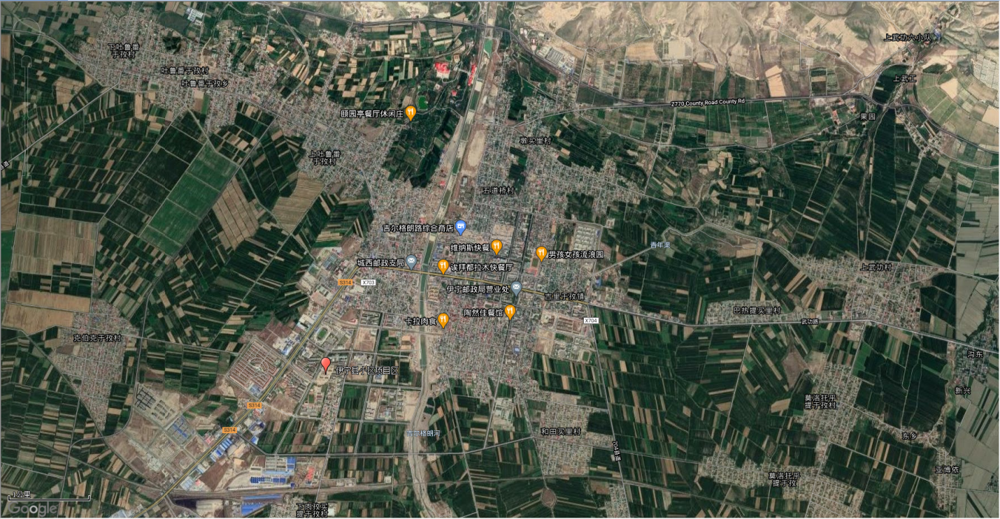 上武功六小队
下吐鲁番
于孜村
吐鲁番于孜村
上武工
吐鲁番于孜乡
Z770 County Road County Rd
颐园亭餐厅休闲庄
果园
墩买里村
上吐鲁番
于孜村
五道桥村
吉尔格朗路综合商店
维纳斯快餐
青年渠
男孩女孩流浪园
城西邮政支局
诶拜都拉木快餐厅
上武功村
S314
X703
伊宁邮政局营业处
吉里于孜镇
巴热提买里村
陶然佳餐馆
卡拉肉食
X704
武功路
克伯克于孜村
沟东
伊宁县小区项目区
新兴
莫洛托乎
提于孜村
S314
S314
吉尔格朗河
和田买里村
东乡
704县道
亚博依
莫洛托乎
提于孜
1公里
Google
下肉孜买
提于孜村